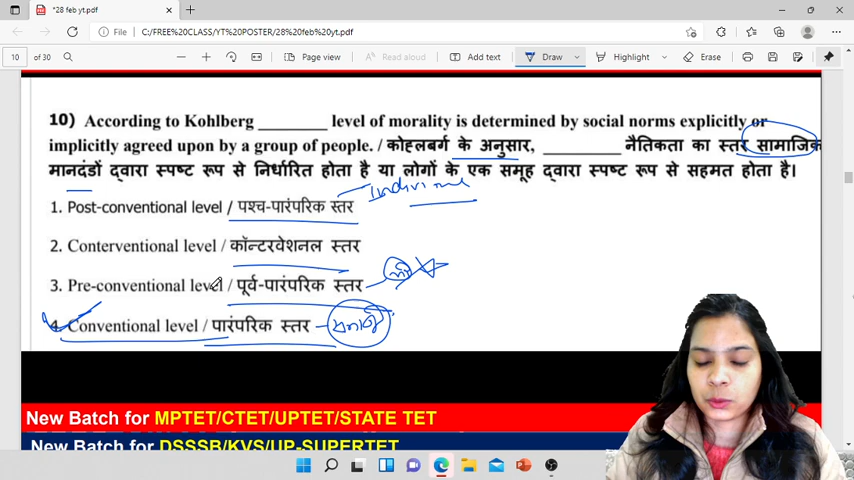 *28 feb yt.pdf
File C:/FREE%20CLASS/YT%20POSTER/28%20feb%20yt.pdf
10 of 30 Page view Read aloud Add text Draw Highlight Erase
10) According to Kohlberg ________ level of morality is determined by social norms explicitly or
implicitly agreed upon by a group of people. / कोहलबर्ग के अनुसार, ________ नैतिकता का स्तर सामाजिक
मानदंडों द्वारा स्पष्ट रूप से निर्धारित होता है या लोगों के एक समूह द्वारा स्पष्ट रूप से सहमत होता है।
1. Post-conventional level / पश्च-पारंपरिक स्तर
2. Conterventional level / कॉन्टरवेशनल स्तर
3. Pre-conventional level / पूर्व-पारंपरिक स्तर
4. Conventional level / पारंपरिक स्तर
New Batch for MPTET/CTET/UPTET/STATE TET
New Batch for DSSSB/KVS/UP-SUPERTET